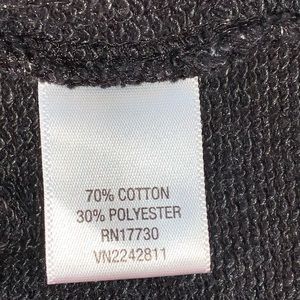 70% COTTON
30% POLYESTER
RN17730
VN2242811